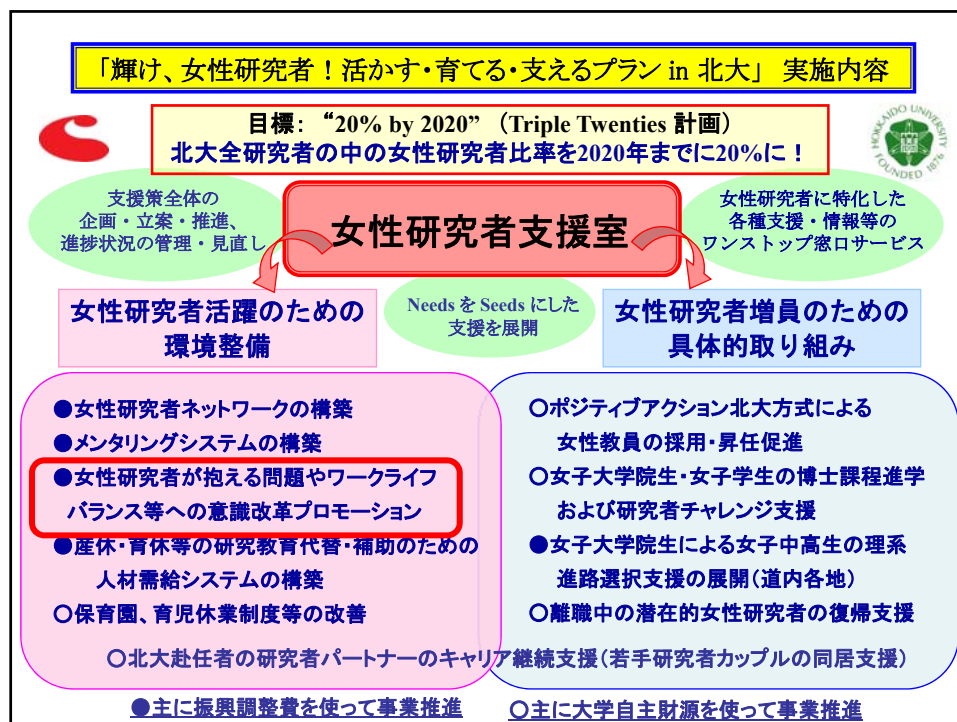 「輝け、女性研究者！活かす・育てる・支えるプラン in 北大」 実施内容
目標： “20% by 2020” （Triple Twenties 計画）
北大全研究者の中の女性研究者比率を2020年までに20%に！
HOKKAIDO UNIVERSITY
FOUNDED 1876
支援策全体の
企画・立案・推進、
進捗状況の管理・見直し
女性研究者支援室
女性研究者に特化した
各種支援・情報等の
ワンストップ窓口サービス
Needs を Seeds にした
支援を展開
女性研究者活躍のための
環境整備
女性研究者増員のための
具体的取り組み
●女性研究者ネットワークの構築
●メンタリングシステムの構築
●女性研究者が抱える問題やワークライフ
バランス等への意識改革プロモーション
●産休・育休等の研究教育代替・補助のための
人材需給システムの構築
○保育園、育児休業制度等の改善
○ポジティブアクション北大方式による
女性教員の採用・昇任促進
○女子大学院生・女子学生の博士課程進学
および研究者チャレンジ支援
●女子大学院生による女子中高生の理系
進路選択支援の展開（道内各地）
○離職中の潜在的女性研究者の復帰支援
○北大赴任者の研究者パートナーのキャリア継続支援（若手研究者カップルの同居支援）
●主に振興調整費を使って事業推進
○主に大学自主財源を使って事業推進